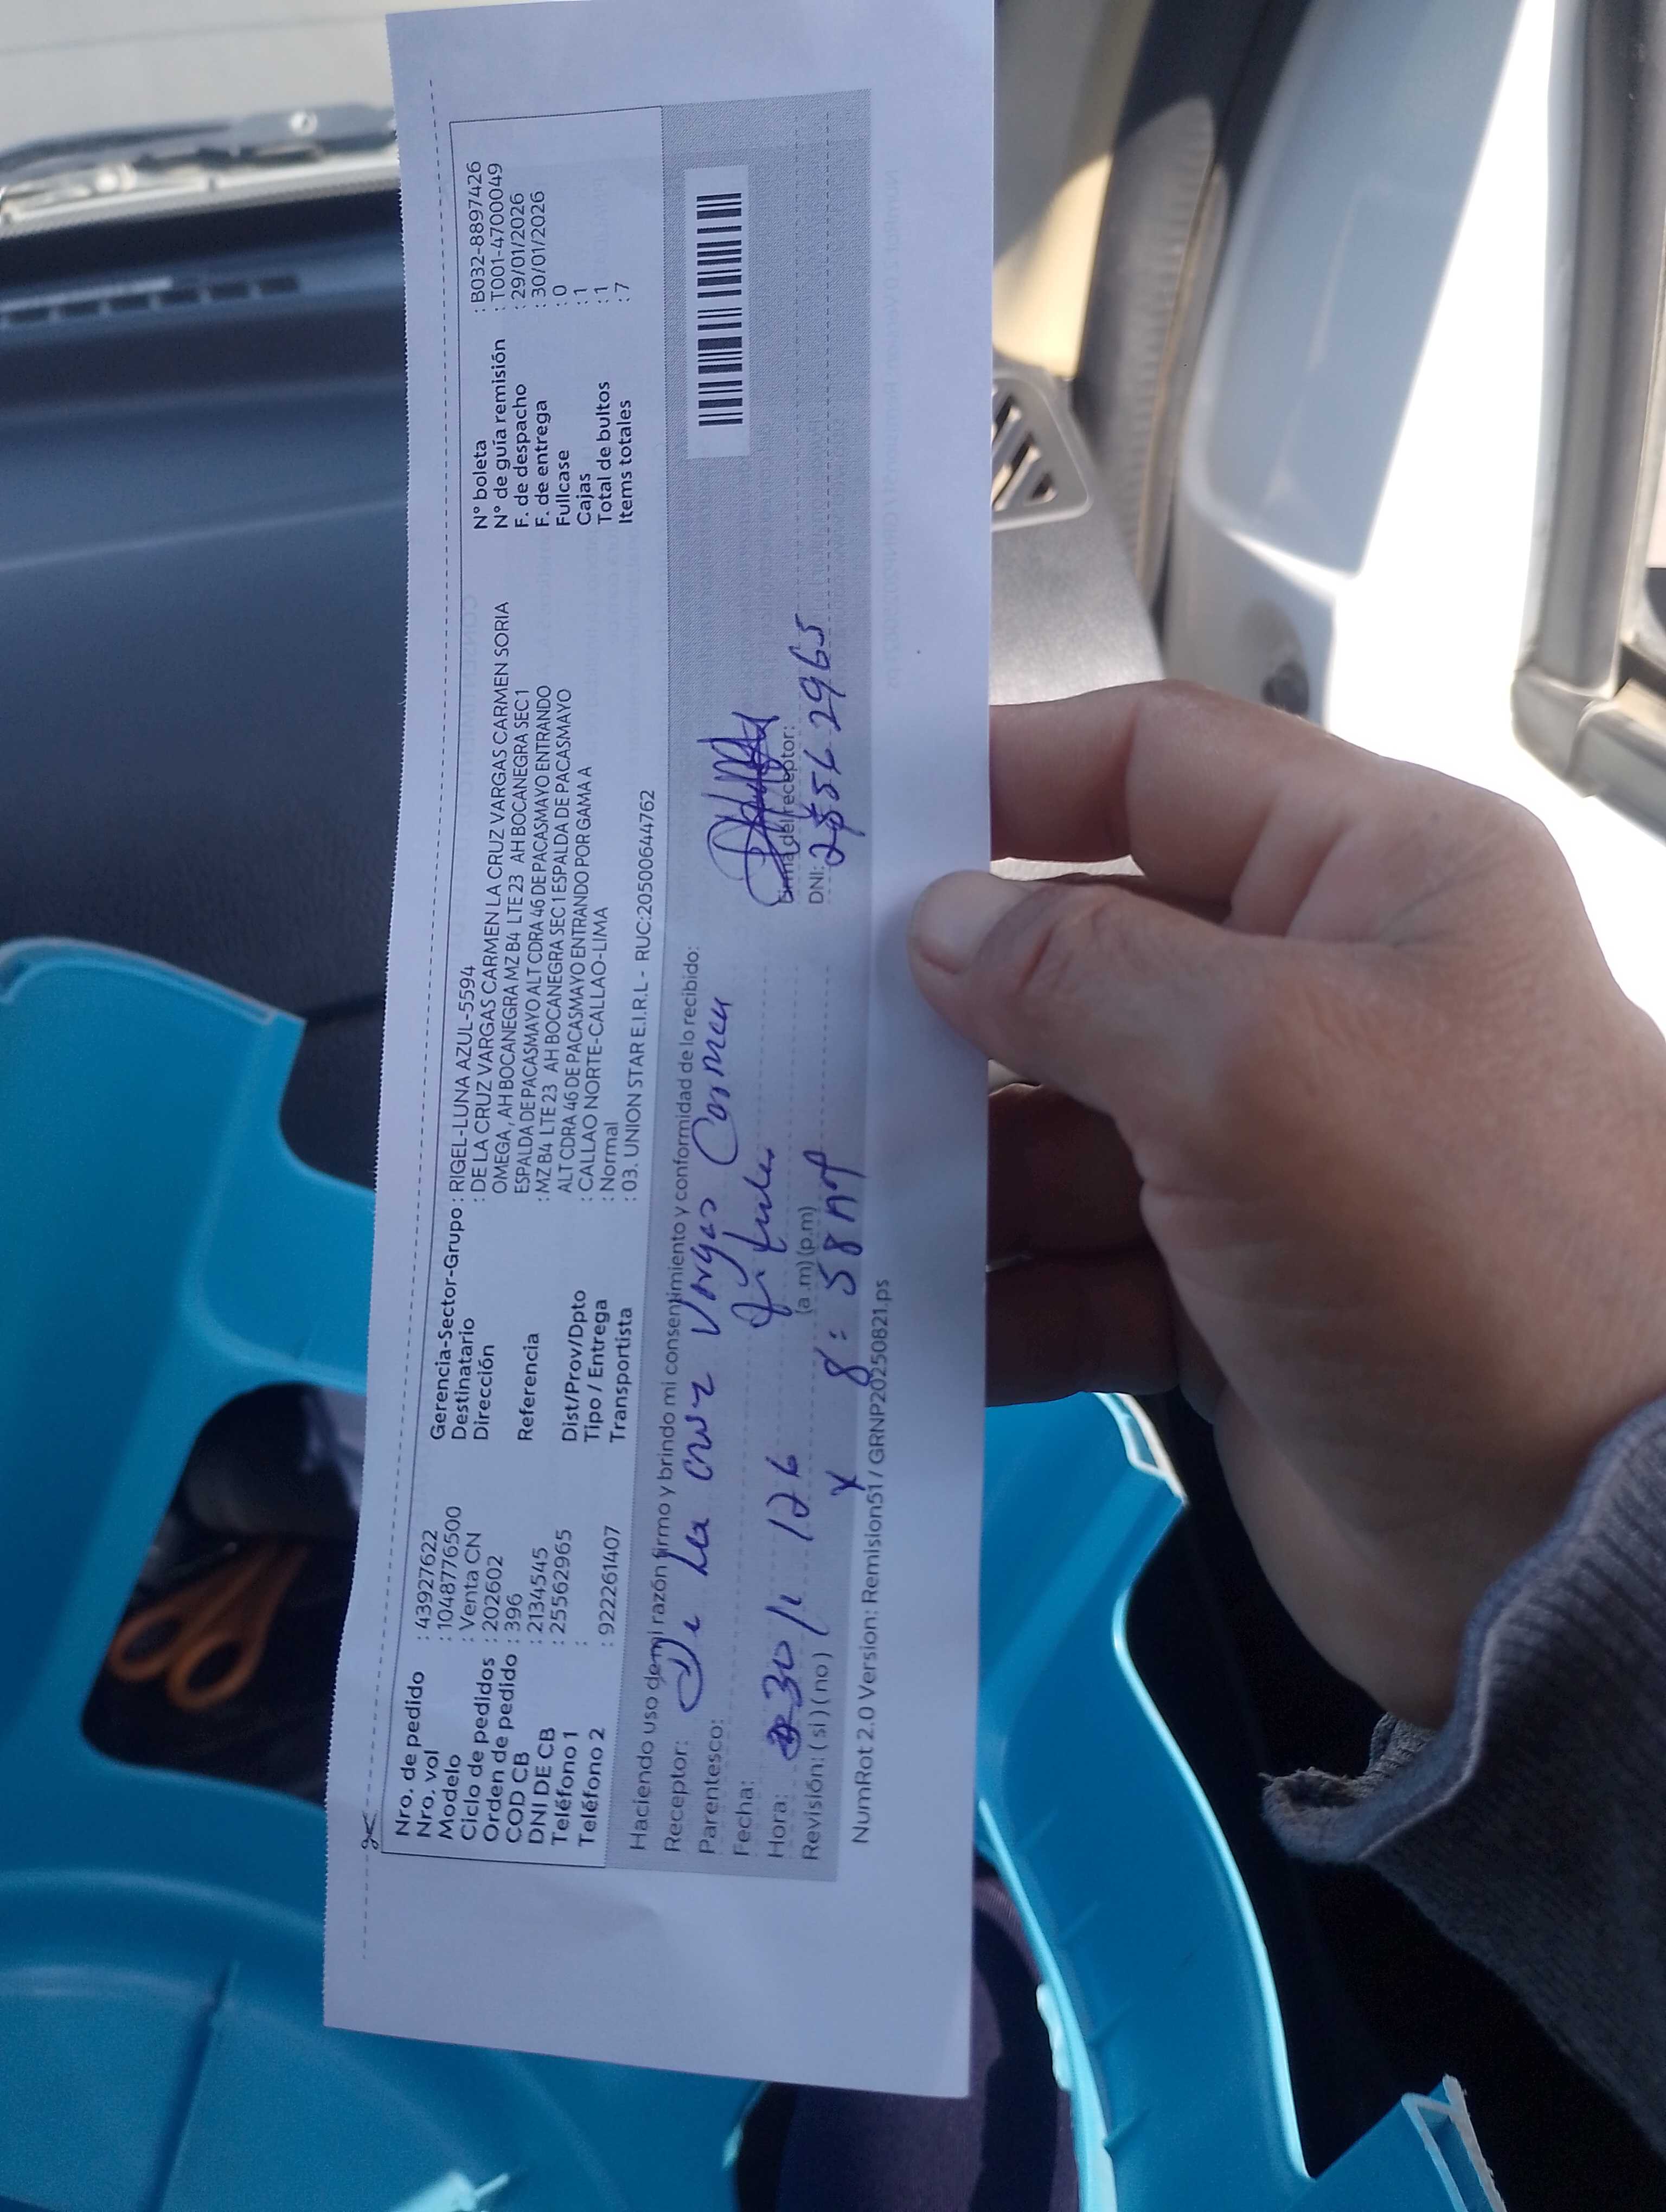 Nro. de pedido : 43927622
Nro. vol : 1048776500
Modelo : Venta CN
Ciclo de pedidos : 202602
Orden de pedido : 396
COD CB : 2134545
DNI DE CB : 25562965
Teléfono 1 :
Teléfono 2 : 922261407
Gerencia-Sector-Grupo : RIGEL-LUNA AZUL-5594
Destinatario : DE LA CRUZ VARGAS CARMEN LA CRUZ VARGAS CARMEN SORIA
Dirección OMEGA, AH BOCANEGRA MZ B4 LTE 23 AH BOCANEGRA SEC 1
ESPALDA DE PACASMAYO ALT CDRA 46 DE PACASMAYO ENTRANDO
Referencia : MZ B4 LTE 23 AH BOCANEGRA SEC 1 ESPALDA DE PACASMAYO
ALT CDRA 46 DE PACASMAYO ENTRANDO POR GAMA A
Dist/Prov/Dpto : CALLAO NORTE-CALLAO-LIMA
Tipo / Entrega : Normal
Transportista : 03. UNION STAR E.I.R.L - RUC:20500644762
N° boleta : B032-8897426
N° de guía remisión : T001-4700049
F. de despacho : 29/01/2026
F. de entrega : 30/01/2026
Fullcase : 0
Cajas : 1
Total de bultos : 1
Items totales : 7
Haciendo uso de mi razón firmo y brindo mi consentimiento y conformidad de lo recibido:
Receptor: De La cruz Vargas Carmen
Parentesco:
Fecha: 30/1/26
Hora: (a.m) (p.m)
Revisión: ( si ) ( no )
8:58
Firma del receptor:
DNI: 25562965
NumRot 2.0 Version: Remision51 / GRNP20250821.ps